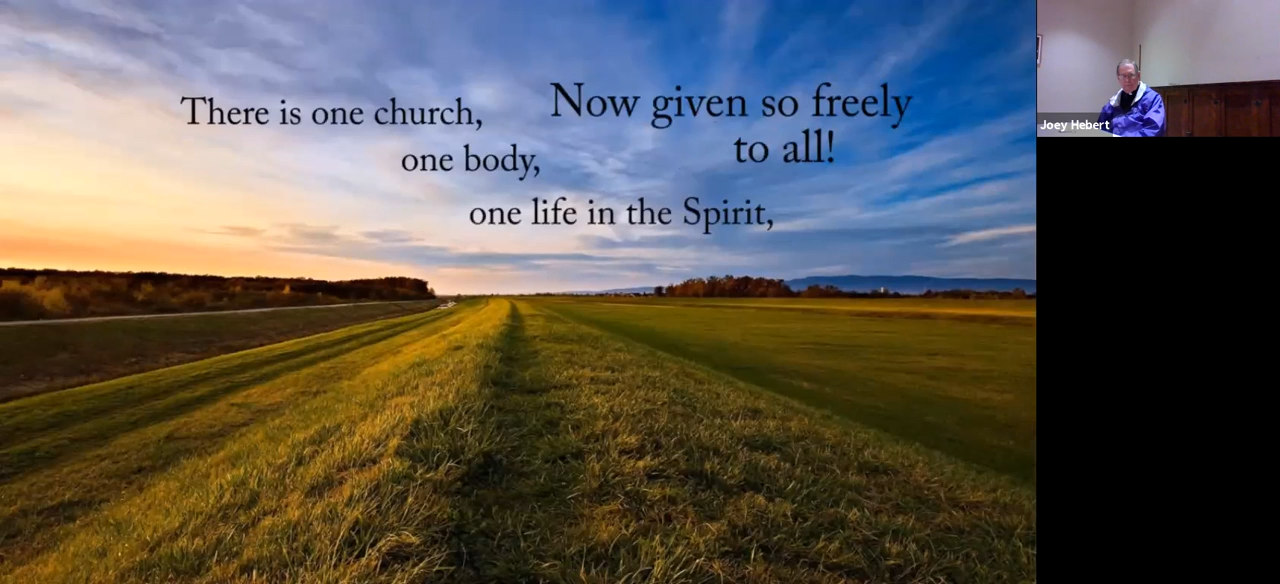 There is one church,
one body,
one life in the Spirit,
Now given so freely
to all!
Joey Hebert